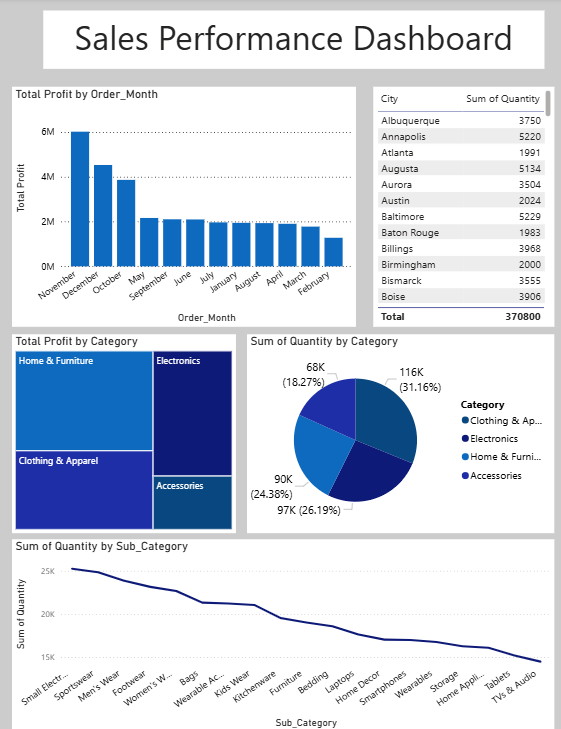 Sales Performance Dashboard
Total Profit by Order_Month
Total Profit
6M
4M
2M
0M
November
December
October
May
September
June
July
January
August
April
March
February
Order_Month
City Sum of Quantity
Albuquerque 3750
Annapolis 5220
Atlanta 1991
Augusta 5134
Aurora 3504
Austin 2024
Baltimore 5229
Baton Rouge 1983
Billings 3968
Birmingham 2000
Bismarck 3555
Boise 3906
Total 370800
Total Profit by Category
Home & Furniture
Electronics
Clothing & Apparel
Accessories
Sum of Quantity by Category
68K
(18.27%)
116K
(31.16%)
90K
(24.38%)
97K (26.19%)
Category
Clothing & Ap...
Electronics
Home & Furni...
Accessories
Sum of Quantity by Sub_Category
Sum of Quantity
25K
20K
15K
Small Electr...
Sportswear
Men's Wear
Footwear
Women's W...
Bags
Wearable Ac...
Kids Wear
Kitchenware
Furniture
Bedding
Laptops
Home Decor
Smartphones
Wearables
Storage
Home Appli...
Tablets
TVs & Audio
Sub_Category